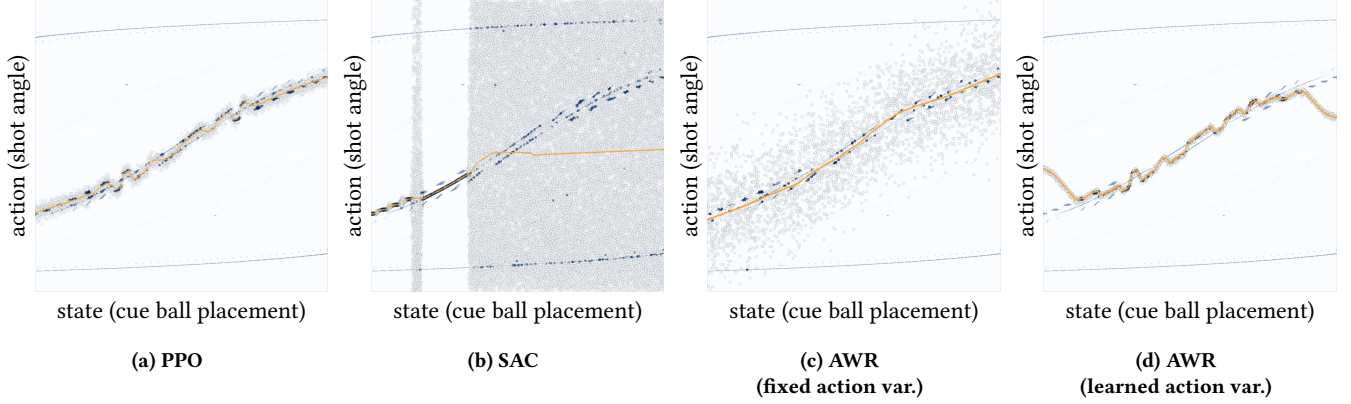 action (shot angle)
state (cue ball placement)
(a) PPO
action (shot angle)
state (cue ball placement)
(b) SAC
action (shot angle)
state (cue ball placement)
(c) AWR
(fixed action var.)
action (shot angle)
state (cue ball placement)
(d) AWR
(learned action var.)